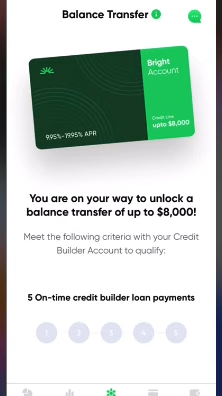 Balance Transfer
Bright
Account
Credit Line
upto $8,000
9.95%-19.95% APR
You are on your way to unlock a
balance transfer of up to $8,000!
Meet the following criteria with your Credit
Builder Account to qualify:
5 On-time credit builder loan payments
1 2 3 4 5